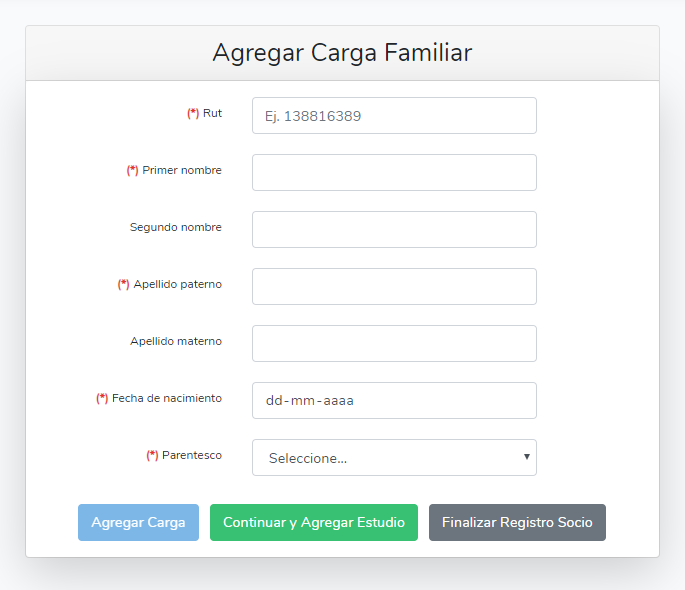 Agregar Carga Familiar
(*) Rut
Ej. 138816389
(*) Primer nombre
Segundo nombre
(*) Apellido paterno
Apellido materno
(*) Fecha de nacimiento
dd-mm-aaaa
(*) Parentesco
Seleccione...
Agregar Carga
Continuar y Agregar Estudio
Finalizar Registro Socio